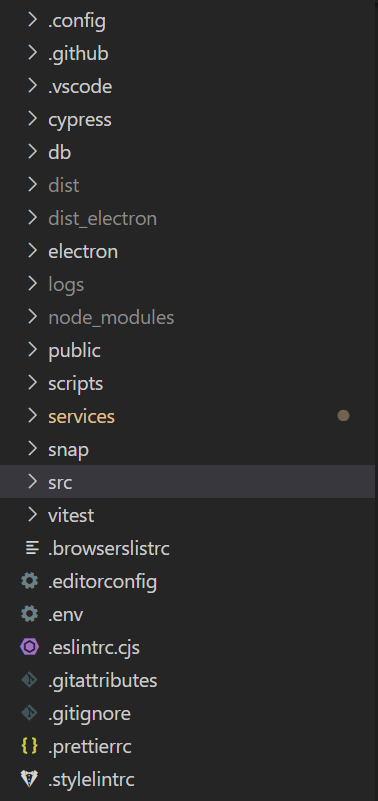 .config
.github
.vscode
cypress
db
dist
dist_electron
electron
logs
node_modules
public
scripts
services
snap
src
vitest
.browserslistrc
.editorconfig
.env
.eslintrc.cjs
.gitattributes
.gitignore
.prettierrc
.stylelintrc